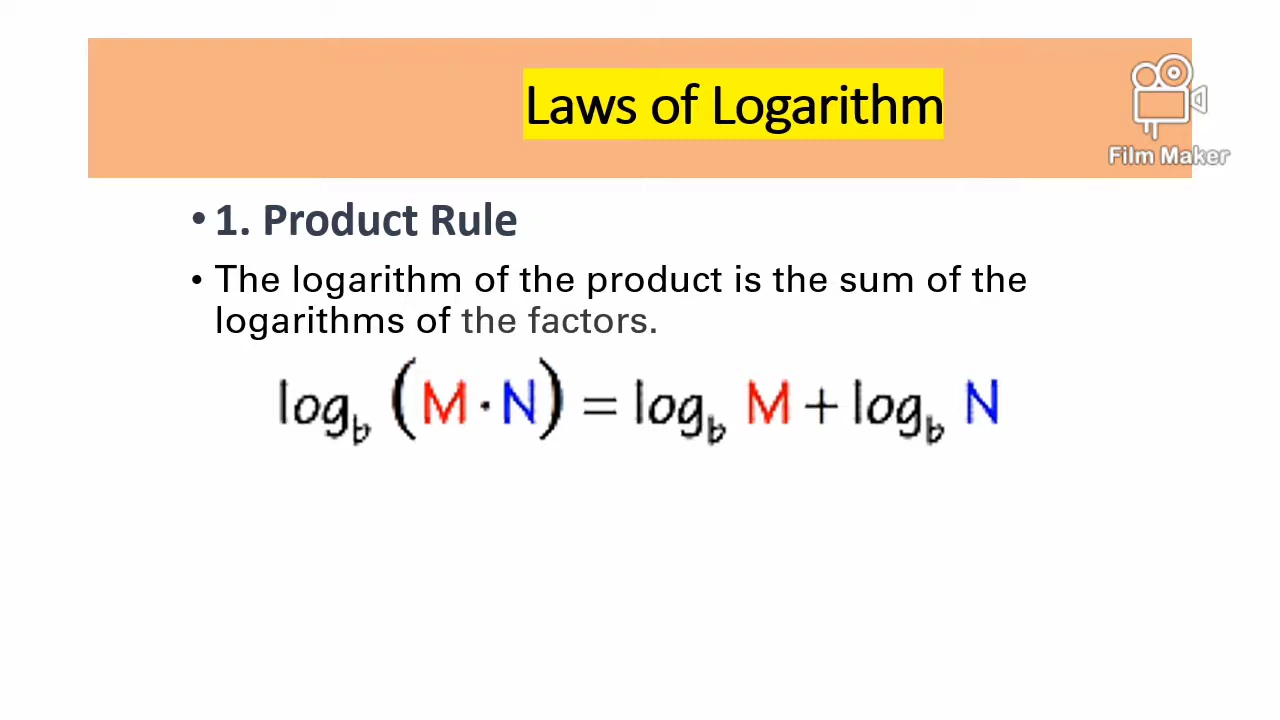 Laws of Logarithm
Film Maker
• 1. Product Rule
• The logarithm of the product is the sum of the
logarithms of the factors.
log_b (M · N) = log_b M + log_b N